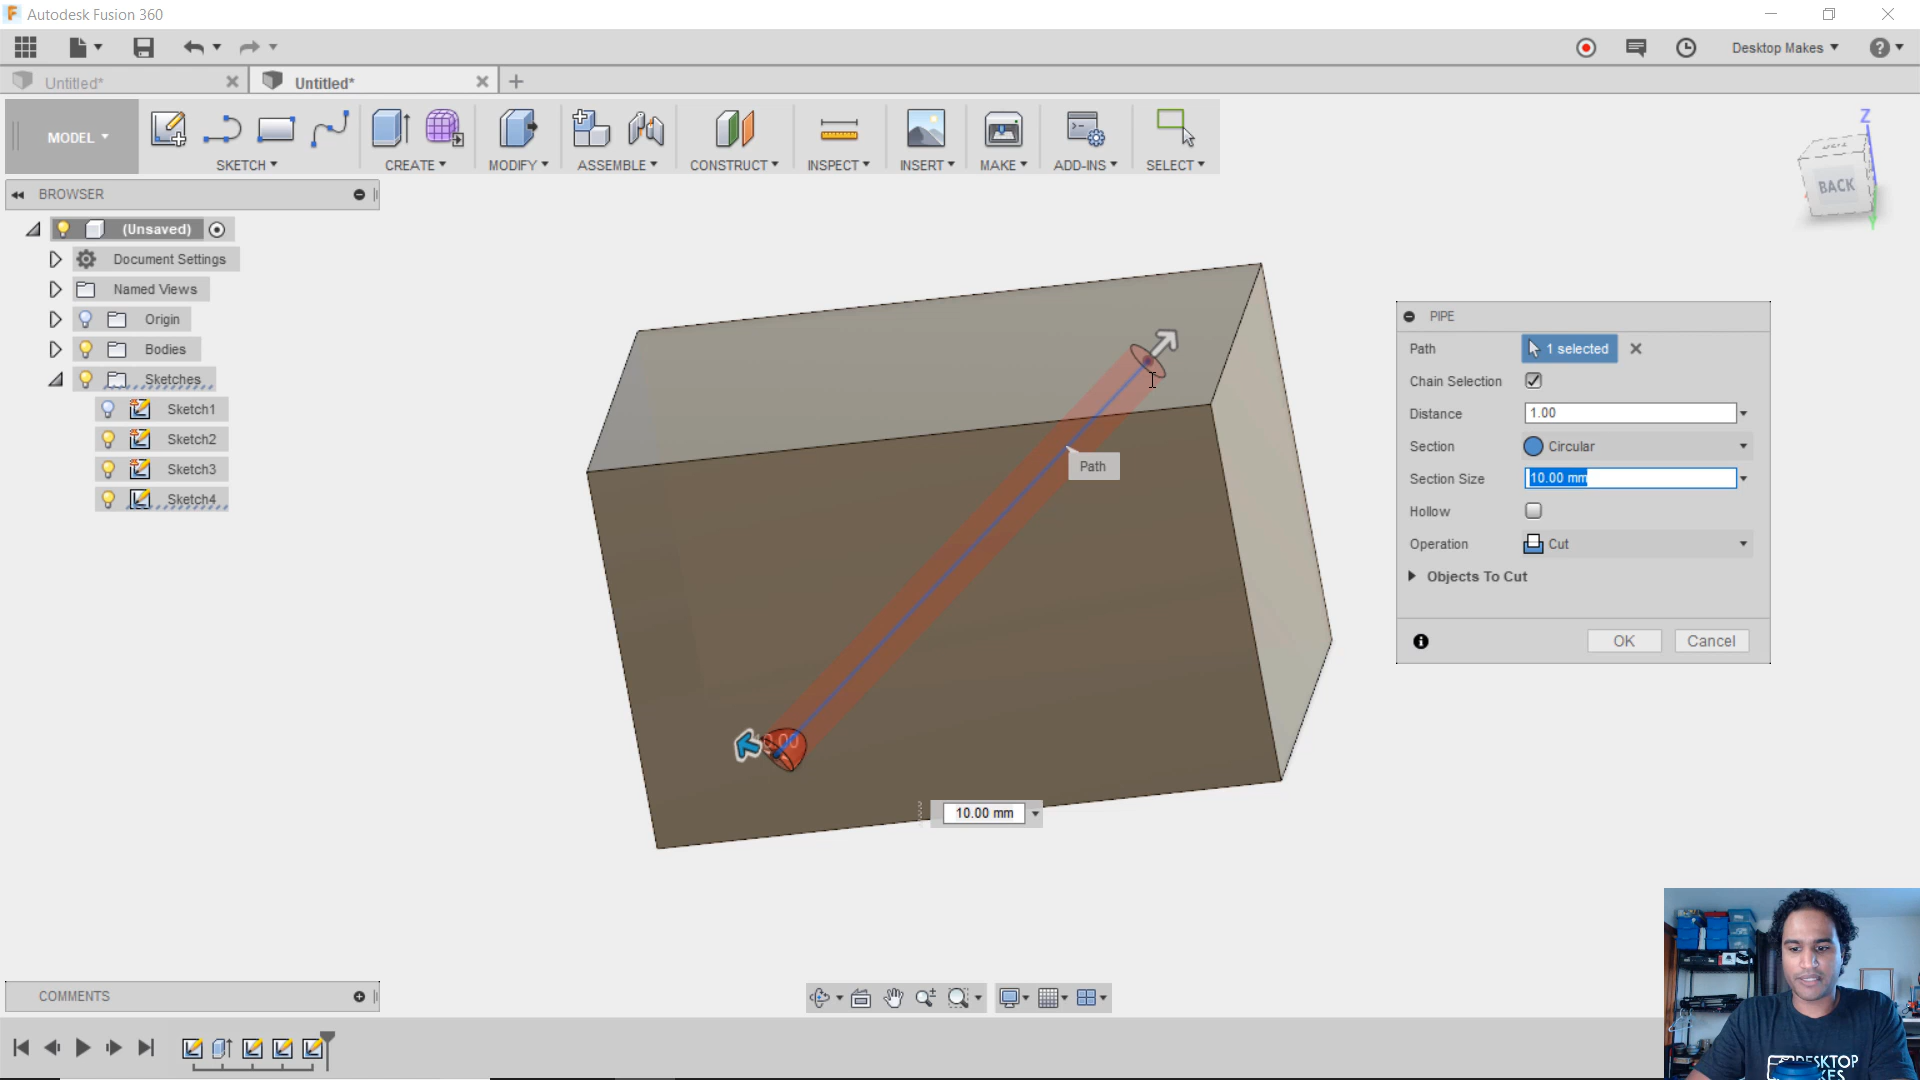 Autodesk Fusion 360
Desktop Makes
Untitled*
Untitled*
MODEL
SKETCH
CREATE
MODIFY
ASSEMBLE
CONSTRUCT
INSPECT
INSERT
MAKE
ADD-INS
SELECT
Z
BACK
BROWSER
(Unsaved)
Document Settings
Named Views
Origin
Bodies
Sketches
Sketch1
Sketch2
Sketch3
Sketch4
Path
10.00 mm
PIPE
Path
1 selected
Chain Selection
Distance
1.00
Section
Circular
Section Size
10.00 mm
Hollow
Operation
Cut
Objects To Cut
OK
Cancel
COMMENTS